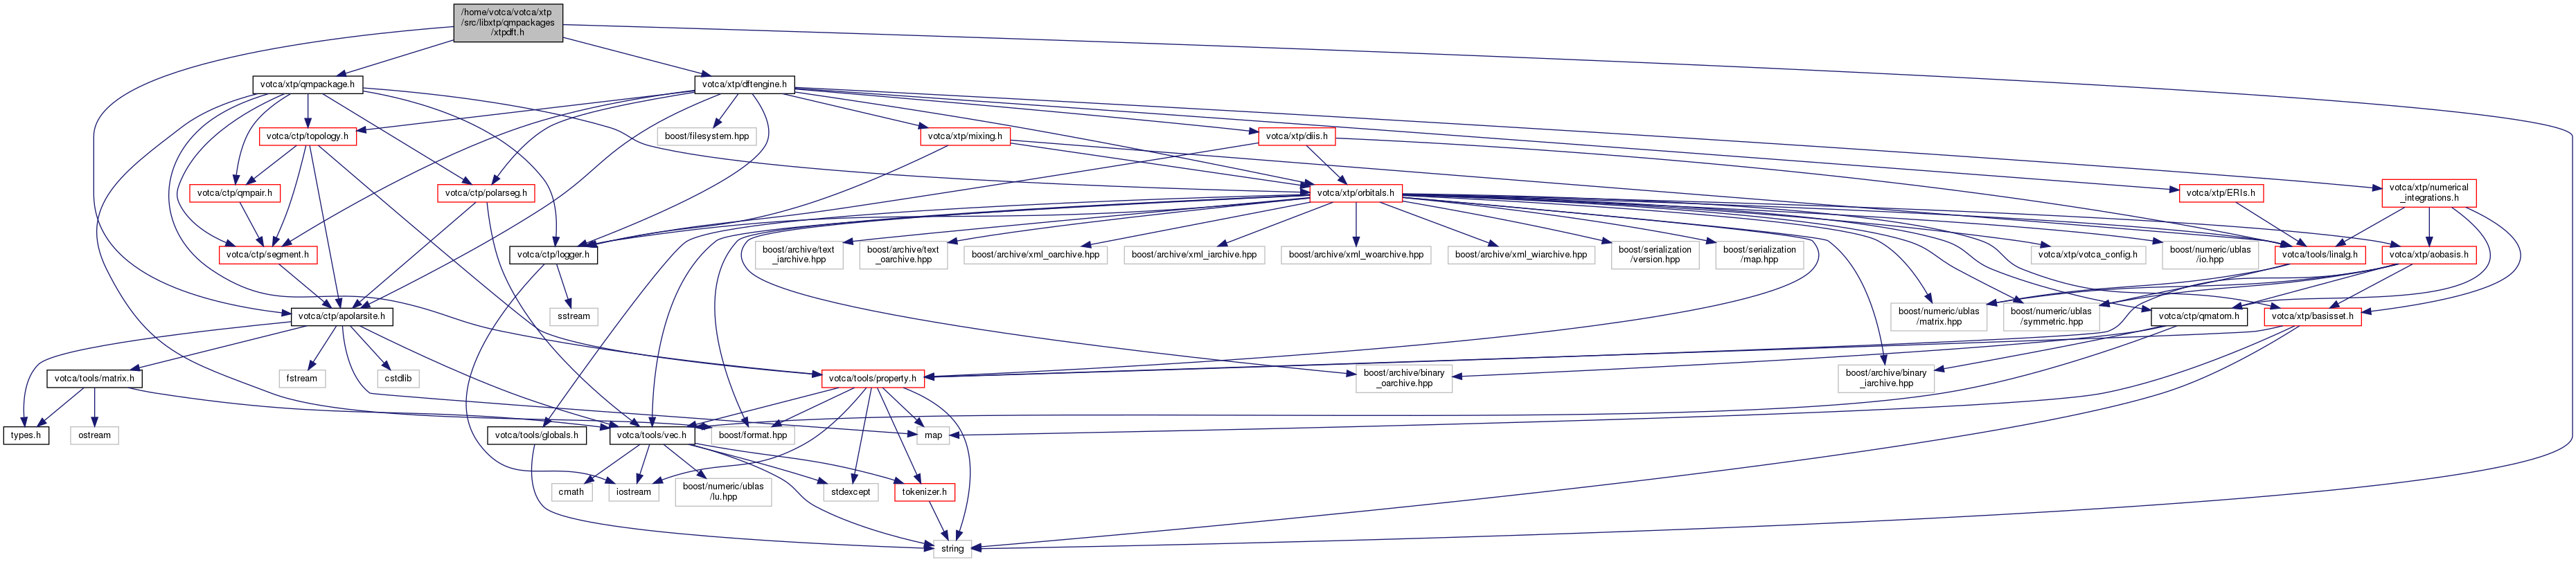 /home/votca/votca/xtp
/src/libxtp/qmpackages
/xtpdft.h
votca/xtp/qmpackage.h
votca/xtp/dftengine.h
votca/ctp/topology.h
boost/filesystem.hpp
votca/xtp/mixing.h
votca/xtp/diis.h
votca/ctp/qmpair.h
votca/ctp/polarseg.h
votca/xtp/orbitals.h
votca/xtp/ERIs.h
votca/xtp/numerical
_integrations.h
votca/ctp/segment.h
votca/ctp/logger.h
boost/archive/text
_iarchive.hpp
boost/archive/text
_oarchive.hpp
boost/archive/xml_oarchive.hpp
boost/archive/xml_iarchive.hpp
boost/archive/xml_woarchive.hpp
boost/archive/xml_wiarchive.hpp
boost/serialization
/version.hpp
boost/serialization
/map.hpp
votca/xtp/votca_config.h
boost/numeric/ublas
/io.hpp
votca/tools/linalg.h
votca/xtp/aobasis.h
votca/ctp/apolarsite.h
sstream
boost/numeric/ublas
/matrix.hpp
boost/numeric/ublas
/symmetric.hpp
votca/ctp/qmatom.h
votca/xtp/basisset.h
votca/tools/matrix.h
fstream
cstdlib
votca/tools/property.h
boost/archive/binary
_oarchive.hpp
boost/archive/binary
_iarchive.hpp
types.h
ostream
votca/tools/globals.h
votca/tools/vec.h
boost/format.hpp
map
cmath
iostream
boost/numeric/ublas
/lu.hpp
stdexcept
tokenizer.h
string